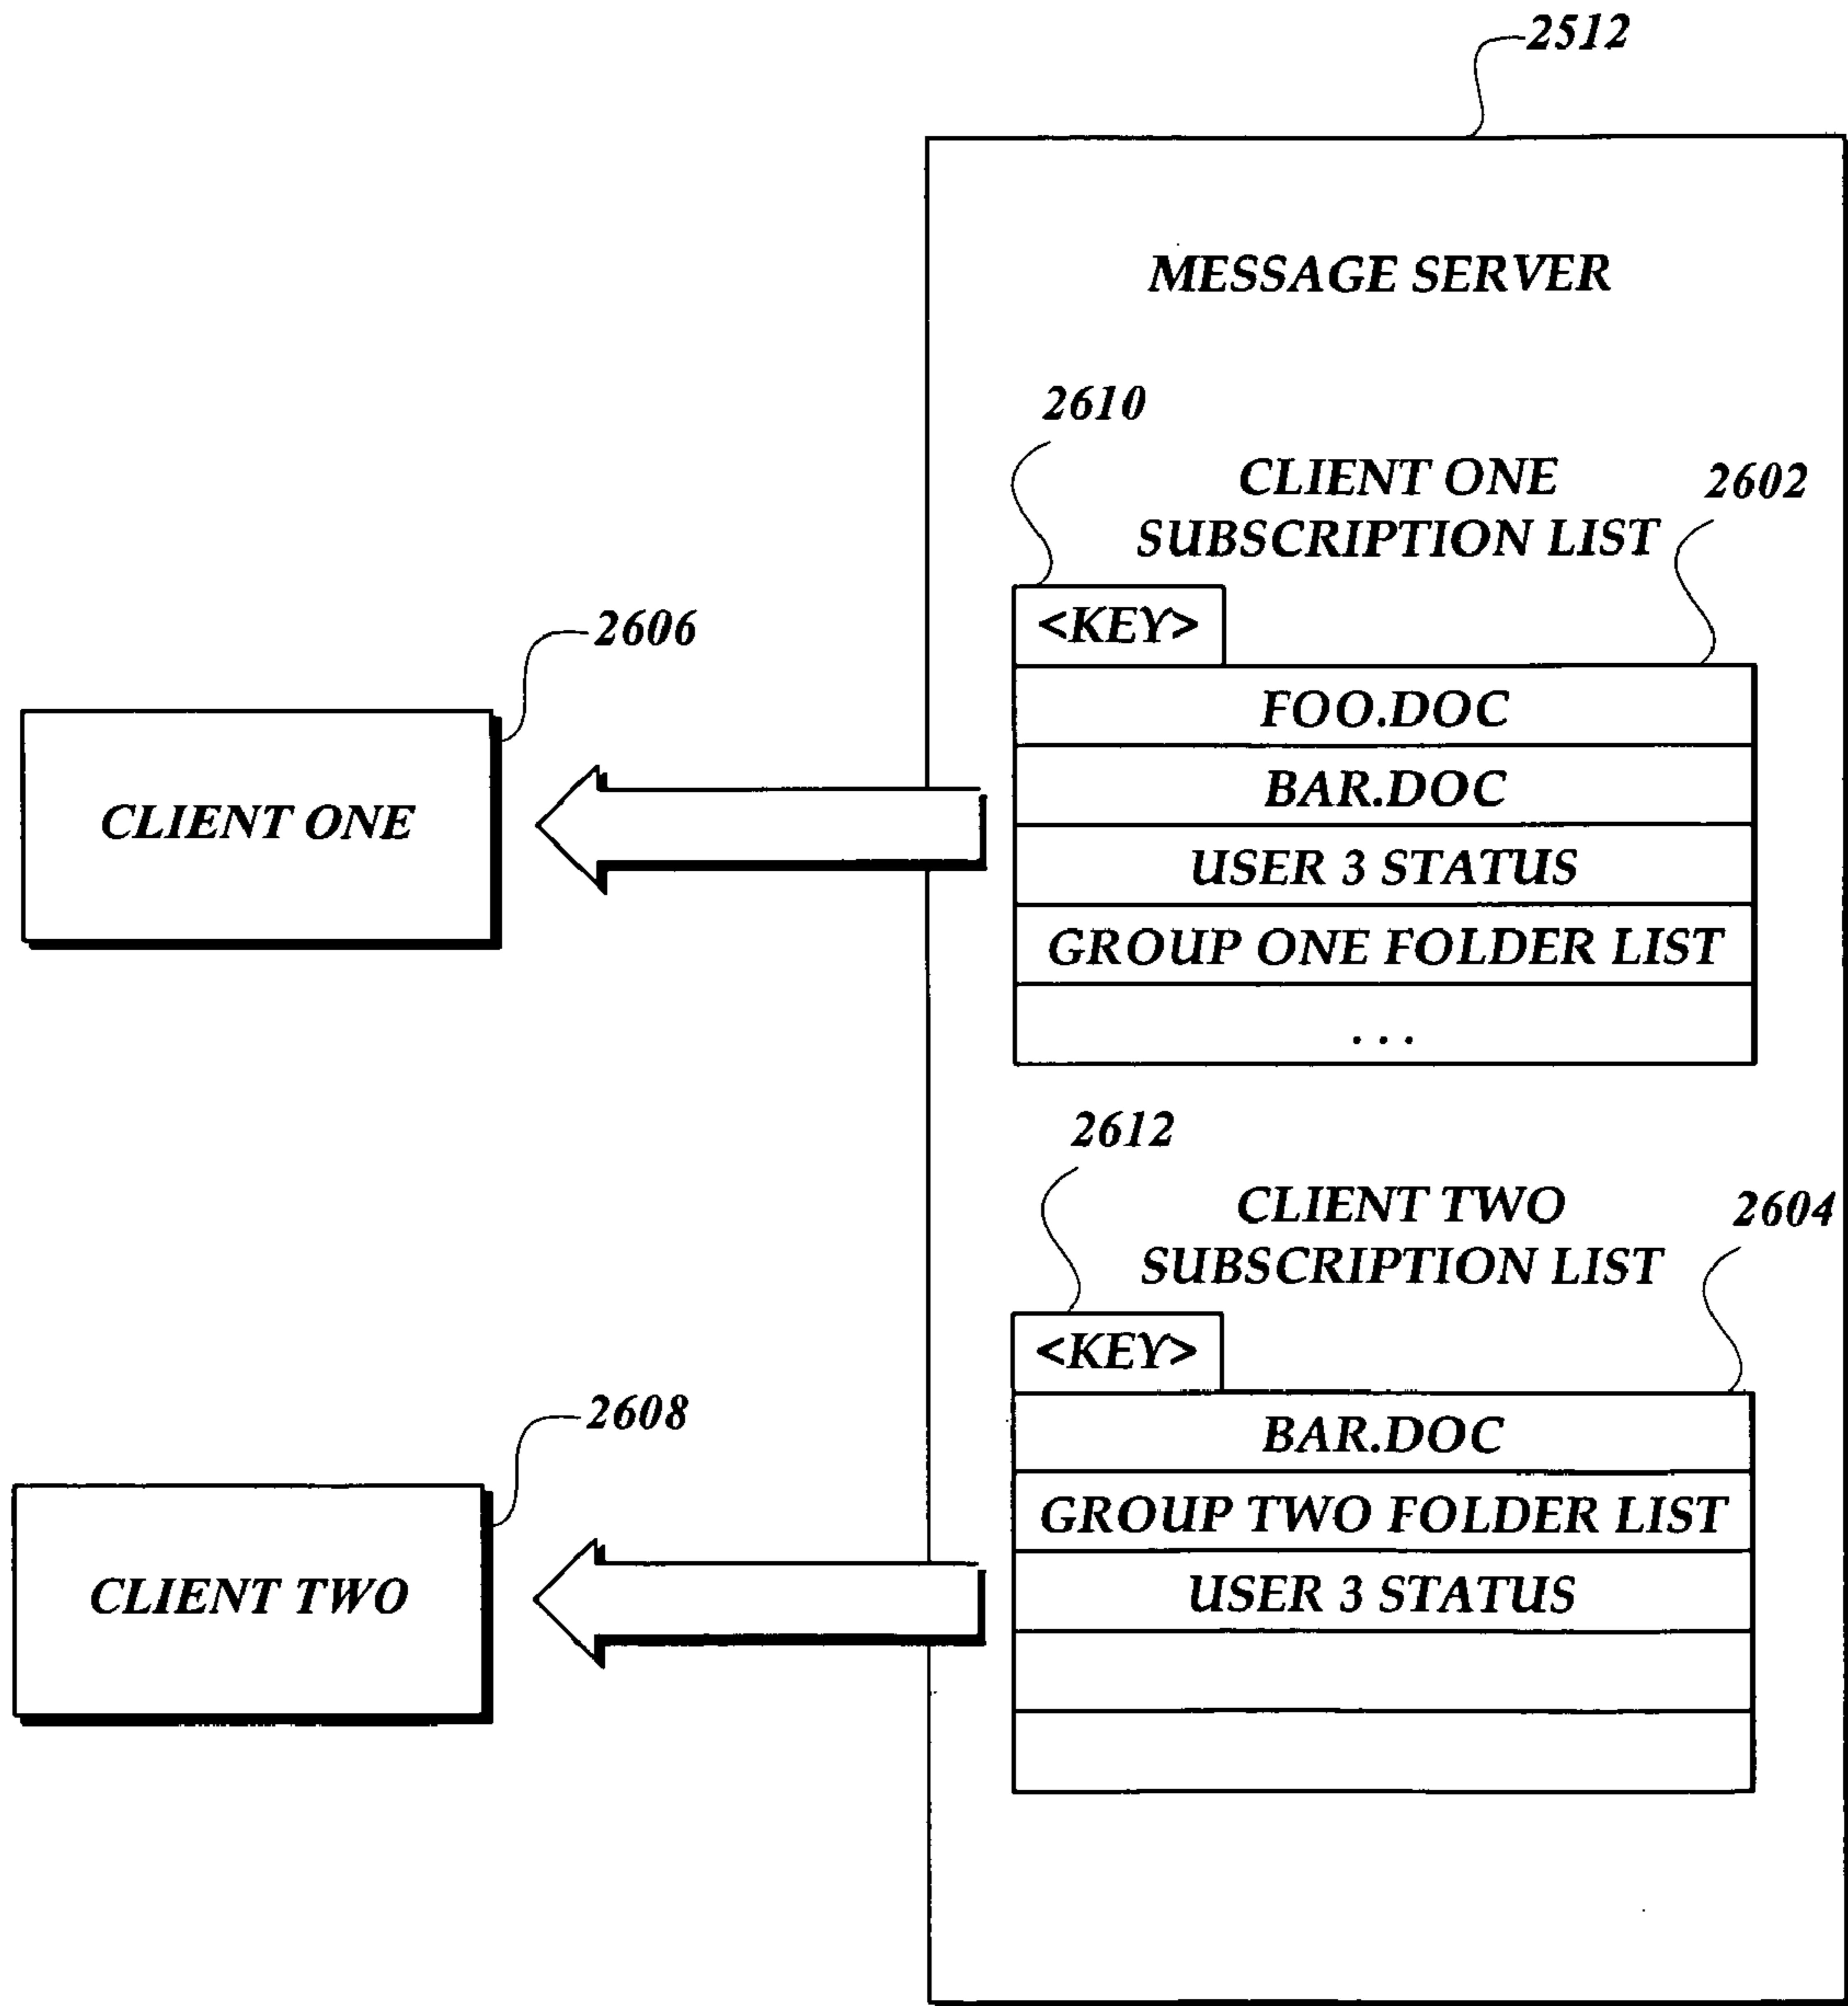 2512
MESSAGE SERVER
2610
CLIENT ONE
SUBSCRIPTION LIST
2602
<KEY>
FOO.DOC
BAR.DOC
USER 3 STATUS
GROUP ONE FOLDER LIST
...
2606
CLIENT ONE
2612
CLIENT TWO
SUBSCRIPTION LIST
2604
<KEY>
BAR.DOC
GROUP TWO FOLDER LIST
USER 3 STATUS
2608
CLIENT TWO